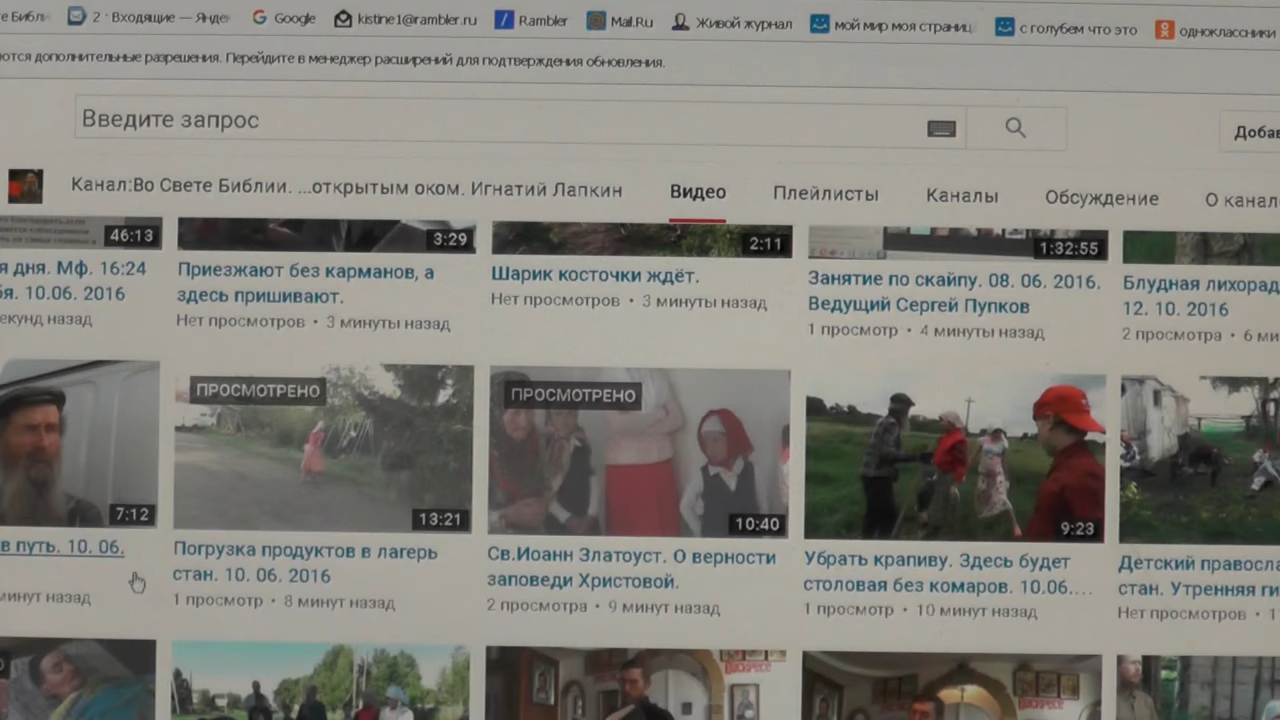 2 · Входящие — Янде
Google
kistine1@rambler.ru
Rambler
Mail.Ru
Живой журнал
мой мир моя страниц
с голубем что это
одноклассники
дополнительные разрешения. Перейдите в менеджер расширений для подтверждения обновления.
Введите запрос
Добав
Канал:Во Свете Библии. ...открытым оком. Игнатий Лапкин
Видео
Плейлисты
Каналы
Обсуждение
О канал
46:13
3:29
2:11
1:32:55
я дня. Мф. 16:24
10.06. 2016
екунд назад
Приезжают без карманов, а
здесь пришивают.
Нет просмотров • 3 минуты назад
Шарик косточки ждёт.
Нет просмотров • 3 минуты назад
Занятие по скайпу. 08. 06. 2016.
Ведущий Сергей Пупков
1 просмотр • 4 минуты назад
Блудная лихорад
12. 10. 2016
2 просмотра • 6 ми
ПРОСМОТРЕНО
ПРОСМОТРЕНО
7:12
13:21
10:40
9:23
в путь. 10. 06.
минут назад
Погрузка продуктов в лагерь
стан. 10. 06. 2016
1 просмотр • 8 минут назад
Св.Иоанн Златоуст. О верности
заповеди Христовой.
2 просмотра • 9 минут назад
Убрать крапиву. Здесь будет
столовая без комаров. 10.06....
1 просмотр • 10 минут назад
Детский правосла
стан. Утренняя ги
Нет просмотров • 1